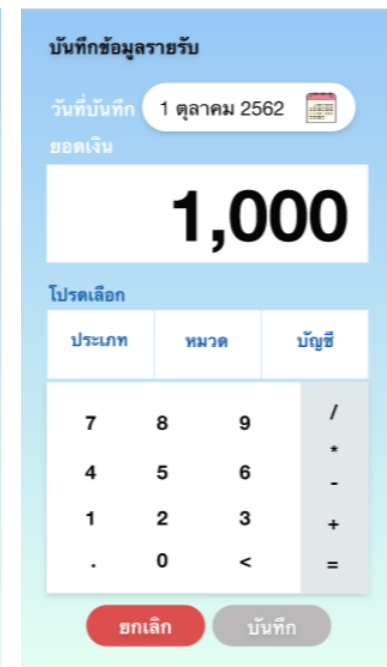 บันทึกข้อมูลรายรับ
วันที่บันทึก 1 ตุลาคม 2562
ยอดเงิน
1,000
โปรดเลือก
ประเภท หมวด บัญชี
7 8 9 /
*
4 5 6 -
1 2 3 +
. 0 < =
ยกเลิก บันทึก